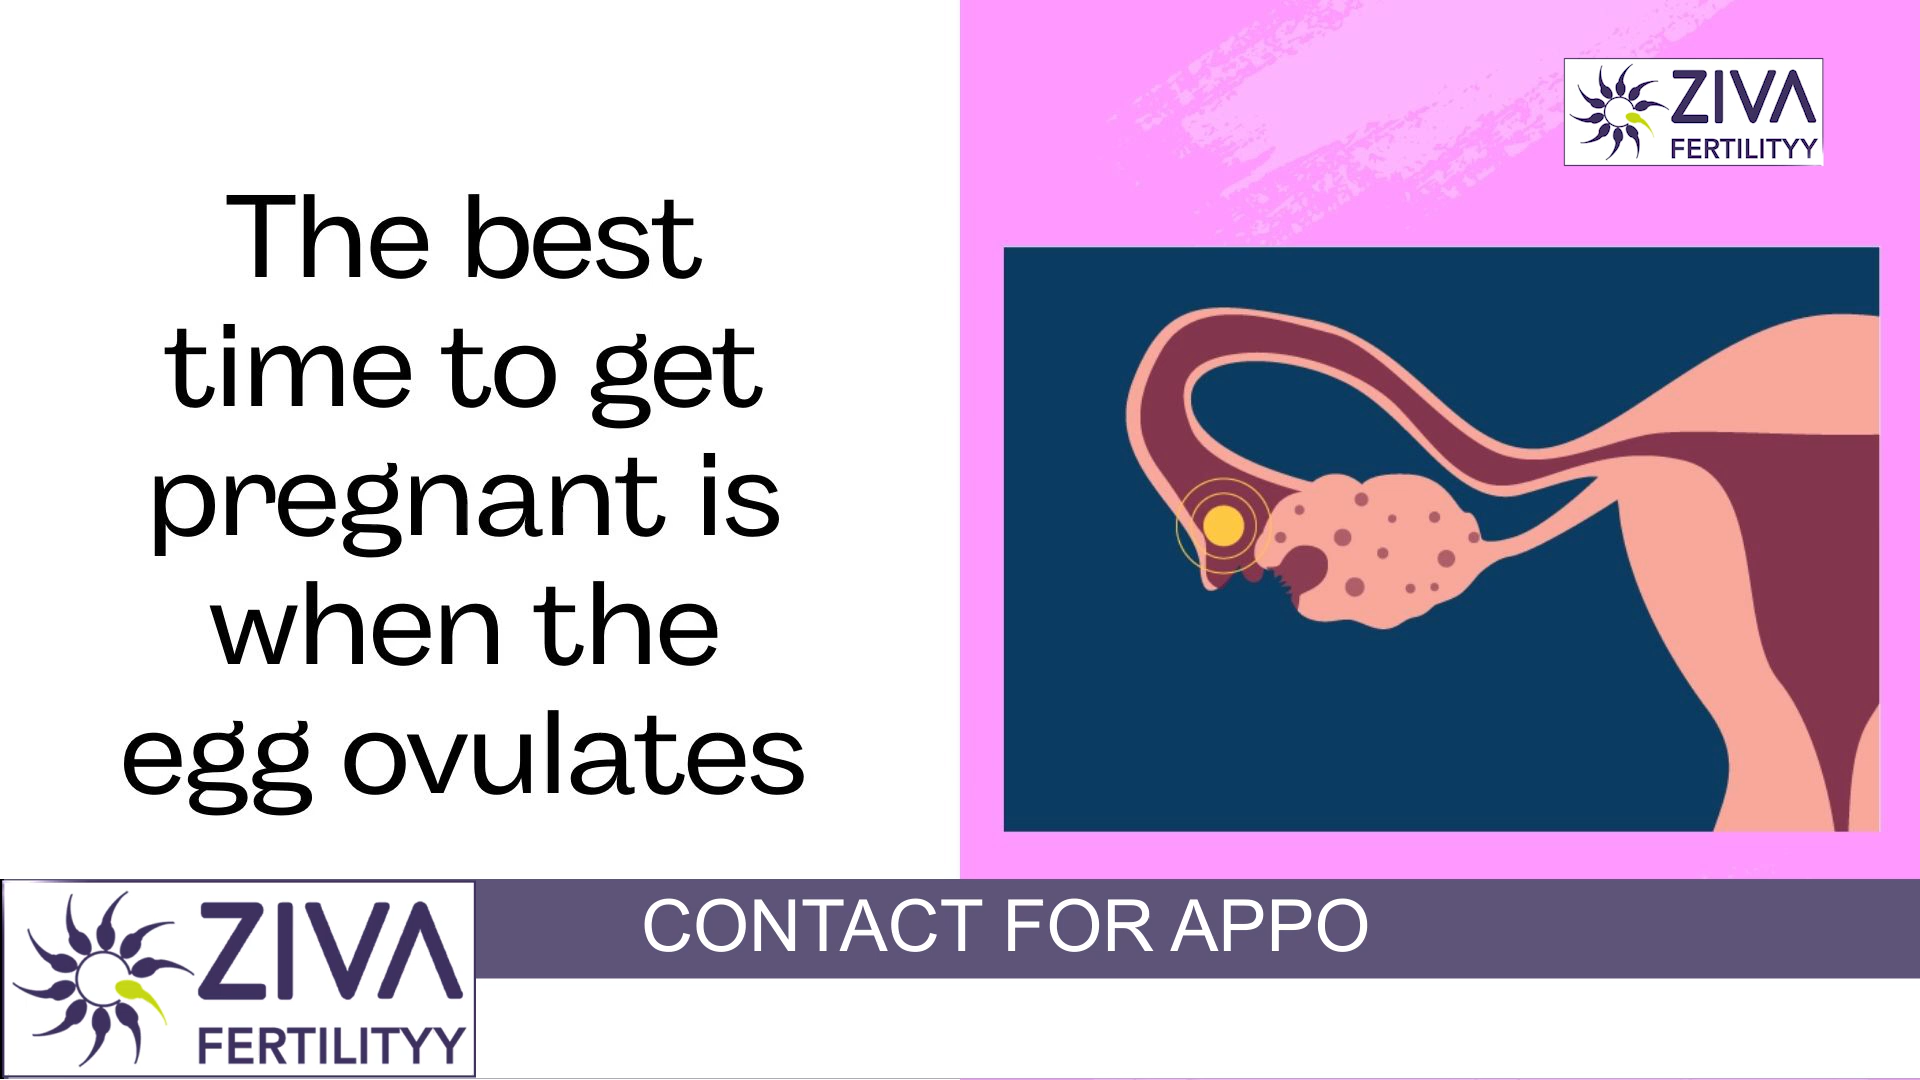 The best
time to get
pregnant is
when the
egg ovulates
ZIVA
FERTILITYY
ZIVA
FERTILITYY
CONTACT FOR APPO